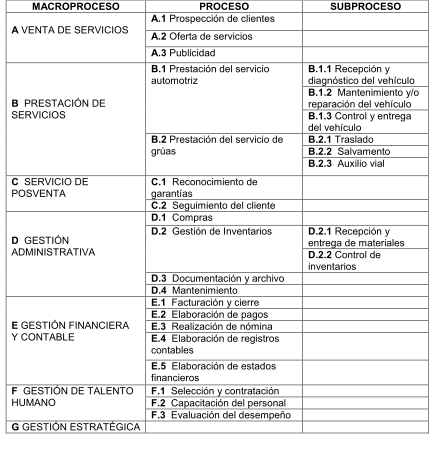 MACROPROCESO PROCESO SUBPROCESO
A VENTA DE SERVICIOS
A.1 Prospección de clientes
A.2 Oferta de servicios
A.3 Publicidad
B PRESTACIÓN DE
SERVICIOS
B.1 Prestación del servicio
automotriz
B.1.1 Recepción y
diagnóstico del vehículo
B.1.2 Mantenimiento y/o
reparación del vehículo
B.1.3 Control y entrega
del vehículo
B.2 Prestación del servicio de
grúas
B.2.1 Traslado
B.2.2 Salvamento
B.2.3 Auxilio vial
C SERVICIO DE
POSVENTA
C.1 Reconocimiento de
garantías
C.2 Seguimiento del cliente
D GESTIÓN
ADMINISTRATIVA
D.1 Compras
D.2 Gestión de Inventarios
D.2.1 Recepción y
entrega de materiales
D.2.2 Control de
inventarios
D.3 Documentación y archivo
D.4 Mantenimiento
E GESTIÓN FINANCIERA
Y CONTABLE
E.1 Facturación y cierre
E.2 Elaboración de pagos
E.3 Realización de nómina
E.4 Elaboración de registros
contables
E.5 Elaboración de estados
financieros
F GESTIÓN DE TALENTO
HUMANO
F.1 Selección y contratación
F.2 Capacitación del personal
F.3 Evaluación del desempeño
G GESTIÓN ESTRATÉGICA